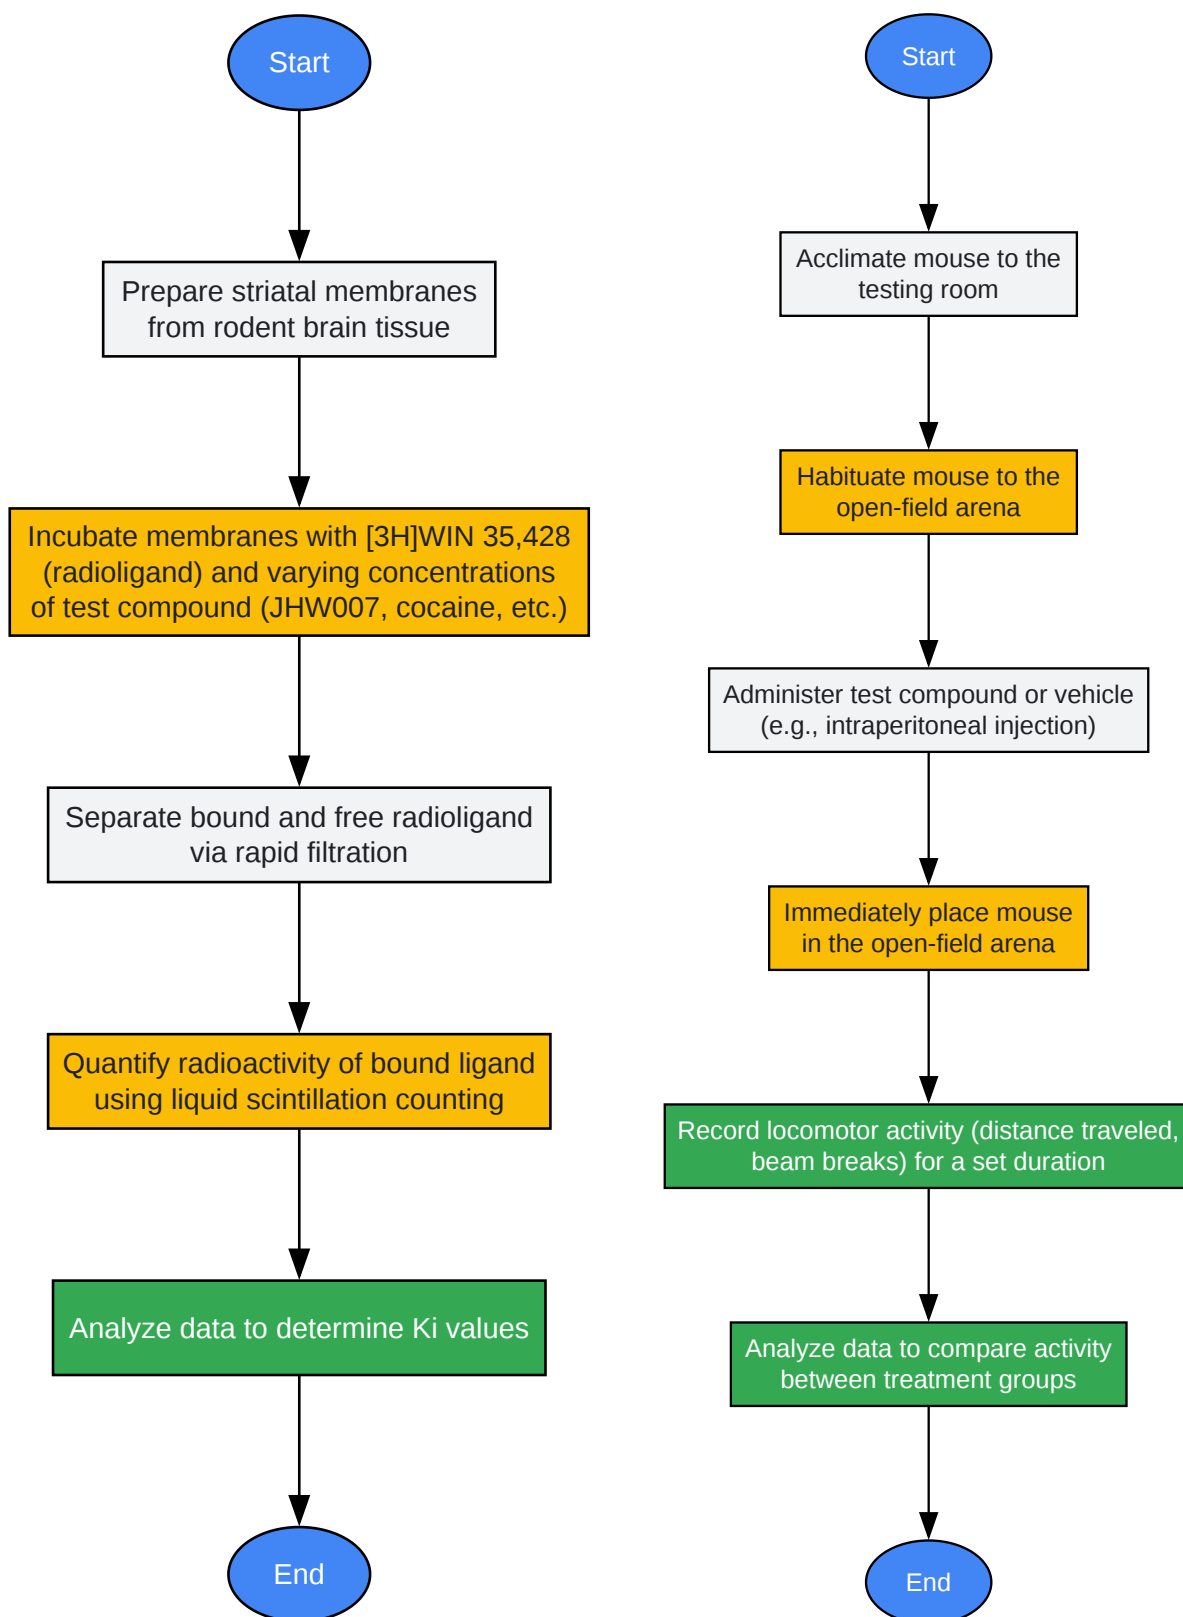 Start
Prepare striatal membranes
from rodent brain tissue
Incubate membranes with [3H]WIN 35,428
(radioligand) and varying concentrations
of test compound (JHW007, cocaine, etc.)
Separate bound and free radioligand
via rapid filtration
Quantify radioactivity of bound ligand
using liquid scintillation counting
Analyze data to determine Ki values
End
Start
Acclimate mouse to the
testing room
Habituate mouse to the
open-field arena
Administer test compound or vehicle
(e.g., intraperitoneal injection)
Immediately place mouse
in the open-field arena
Record locomotor activity (distance traveled,
beam breaks) for a set duration
Analyze data to compare activity
between treatment groups
End